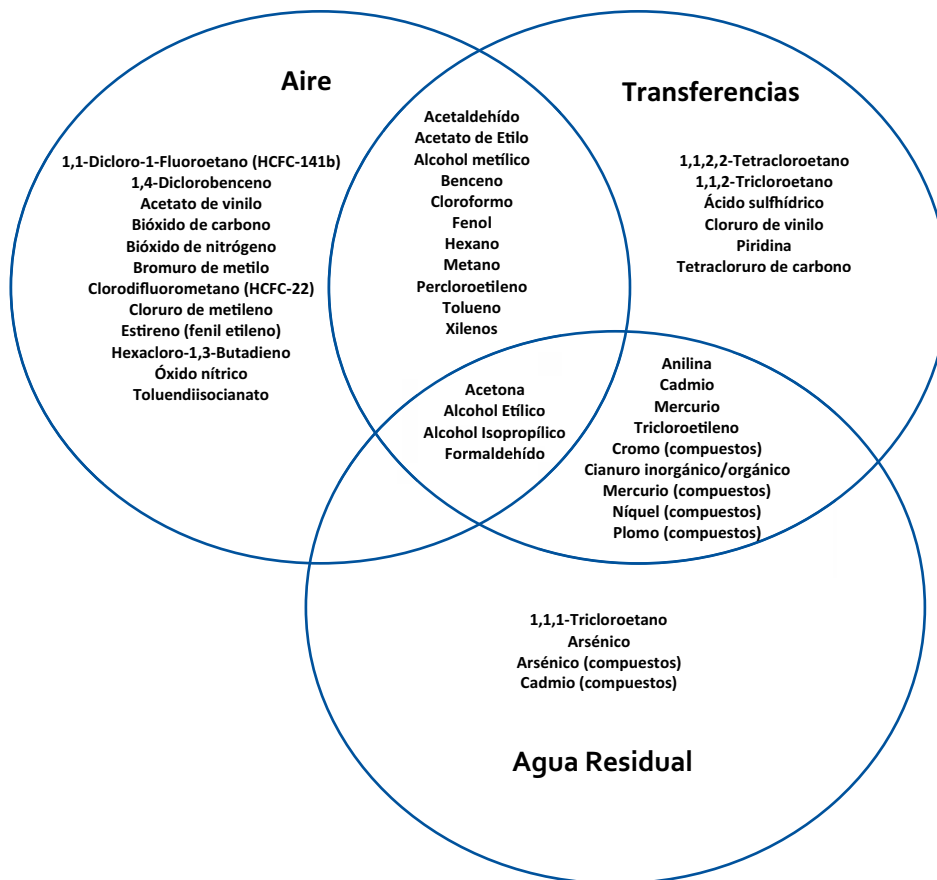 Aire
1,1-Dicloro-1-Fluoroetano (HCFC-141b)
1,4-Diclorobenceno
Acetato de vinilo
Bióxido de carbono
Bióxido de nitrógeno
Bromuro de metilo
Clorodifluorometano (HCFC-22)
Cloruro de metileno
Estireno (fenil etileno)
Hexacloro-1,3-Butadieno
Óxido nítrico
Toluendiisocianato
Acetaldehído
Acetato de Etilo
Alcohol metílico
Benceno
Cloroformo
Fenol
Hexano
Metano
Percloroetileno
Tolueno
Xilenos
Transferencias
1,1,2,2-Tetracloroetano
1,1,2-Tricloroetano
Ácido sulfhídrico
Cloruro de vinilo
Piridina
Tetracloruro de carbono
Acetona
Alcohol Etílico
Alcohol Isopropílico
Formaldehído
Anilina
Cadmio
Mercurio
Tricloroetileno
Cromo (compuestos)
Cianuro inorgánico/orgánico
Mercurio (compuestos)
Níquel (compuestos)
Plomo (compuestos)
1,1,1-Tricloroetano
Arsénico
Arsénico (compuestos)
Cadmio (compuestos)
Agua Residual